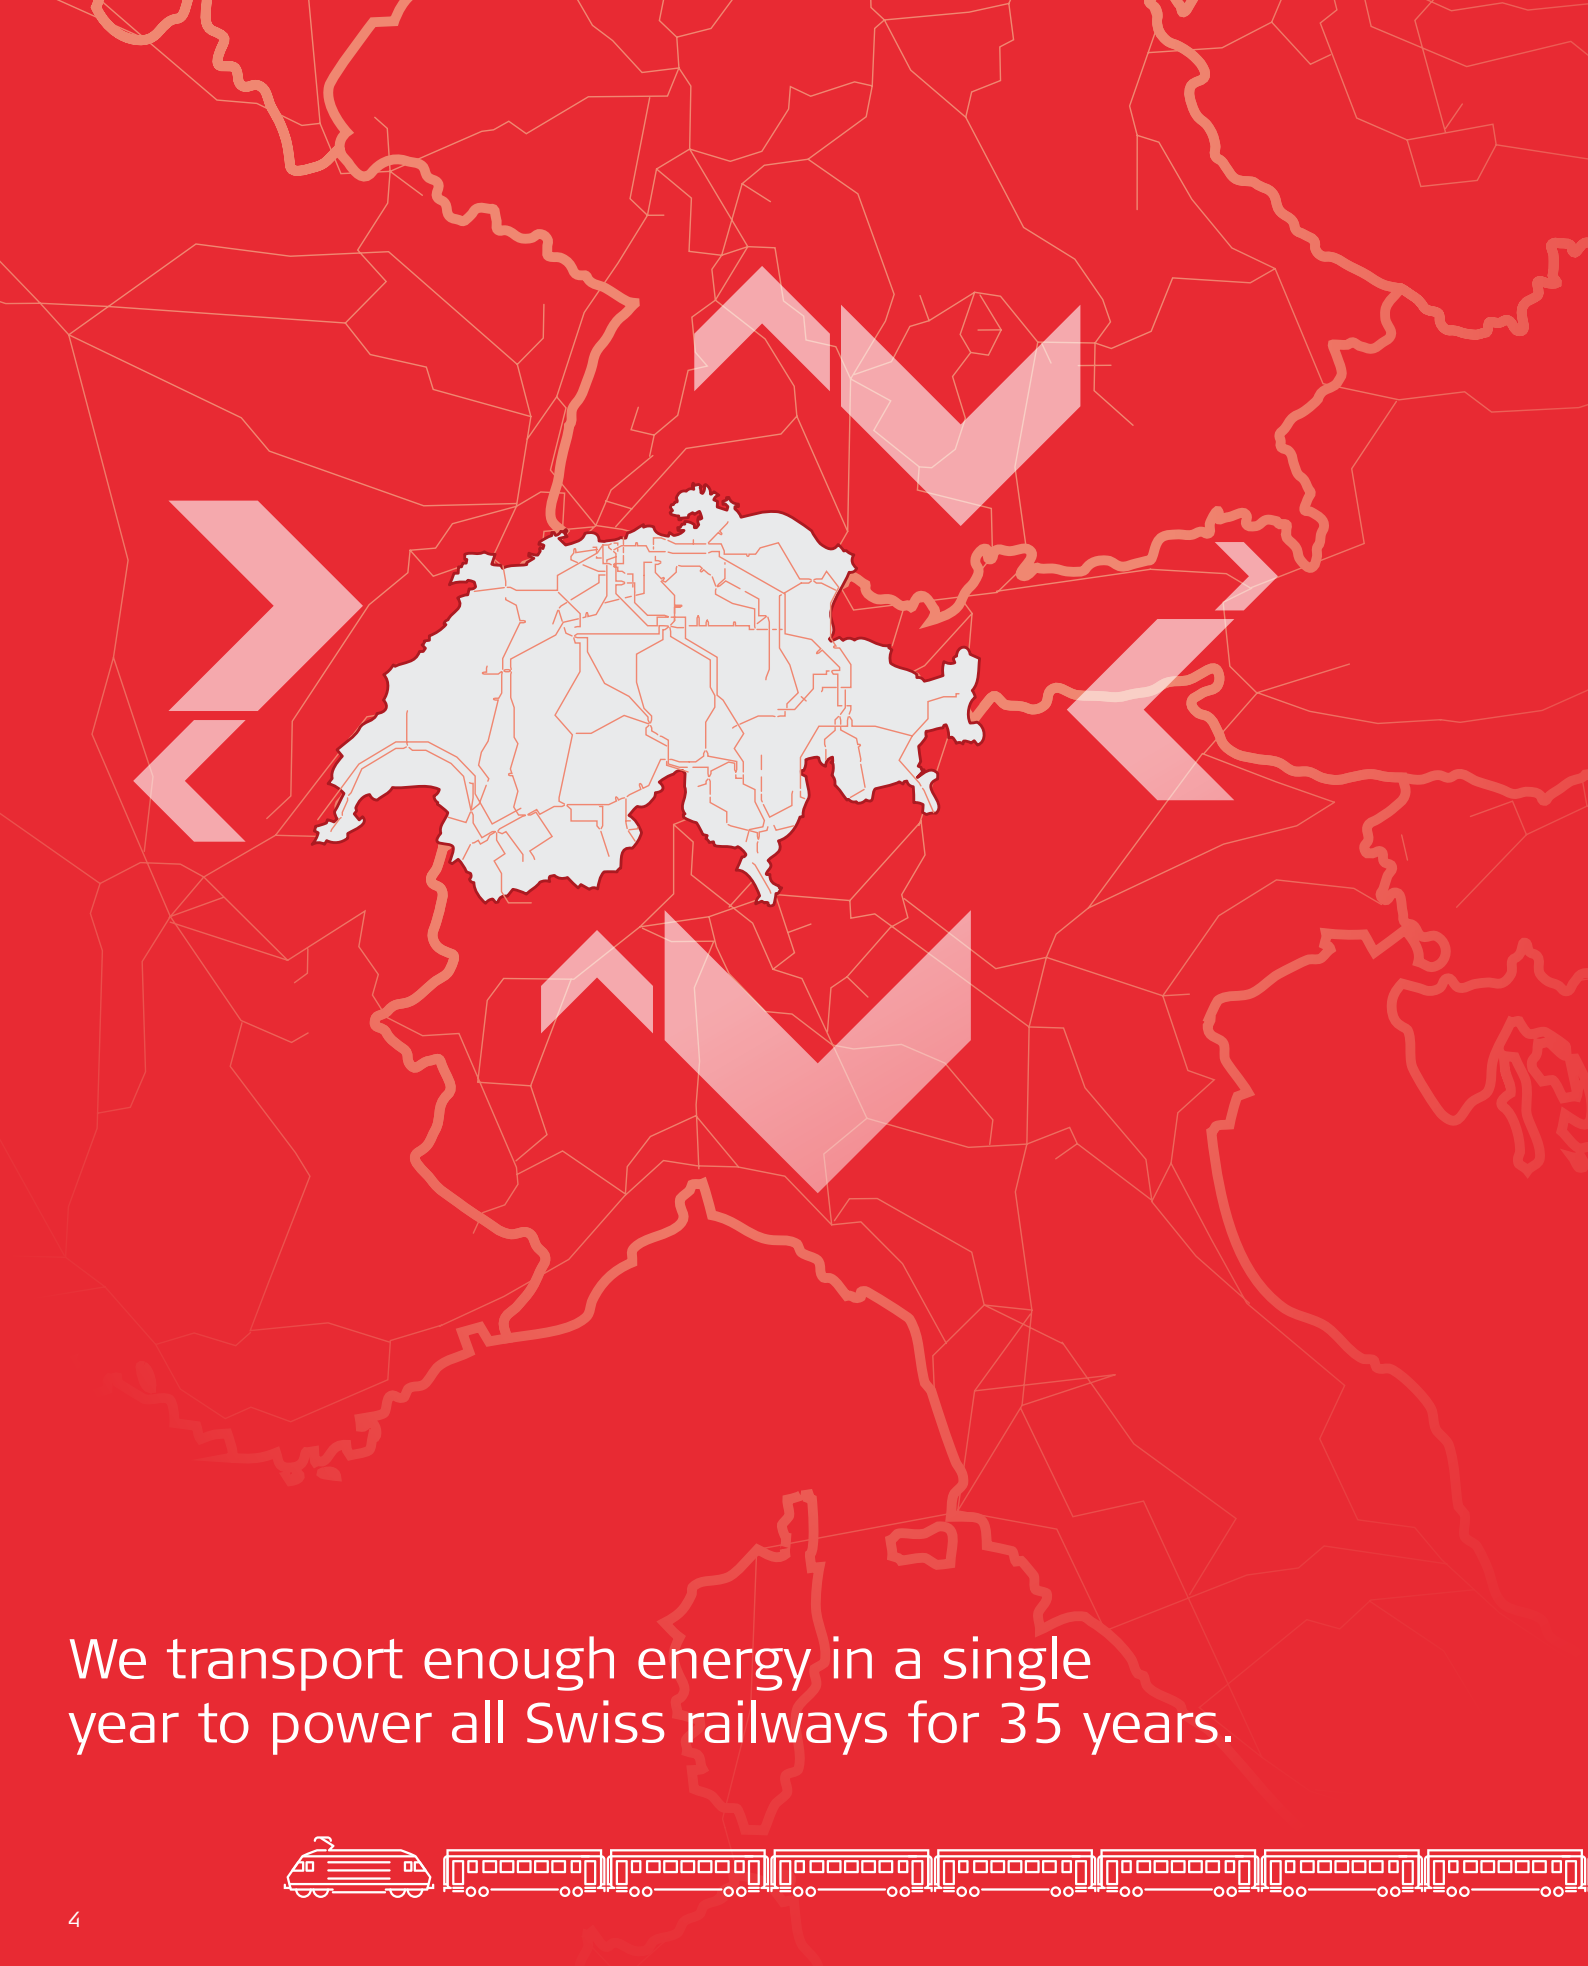 We transport enough energy in a single
year to power all Swiss railways for 35 years.
4